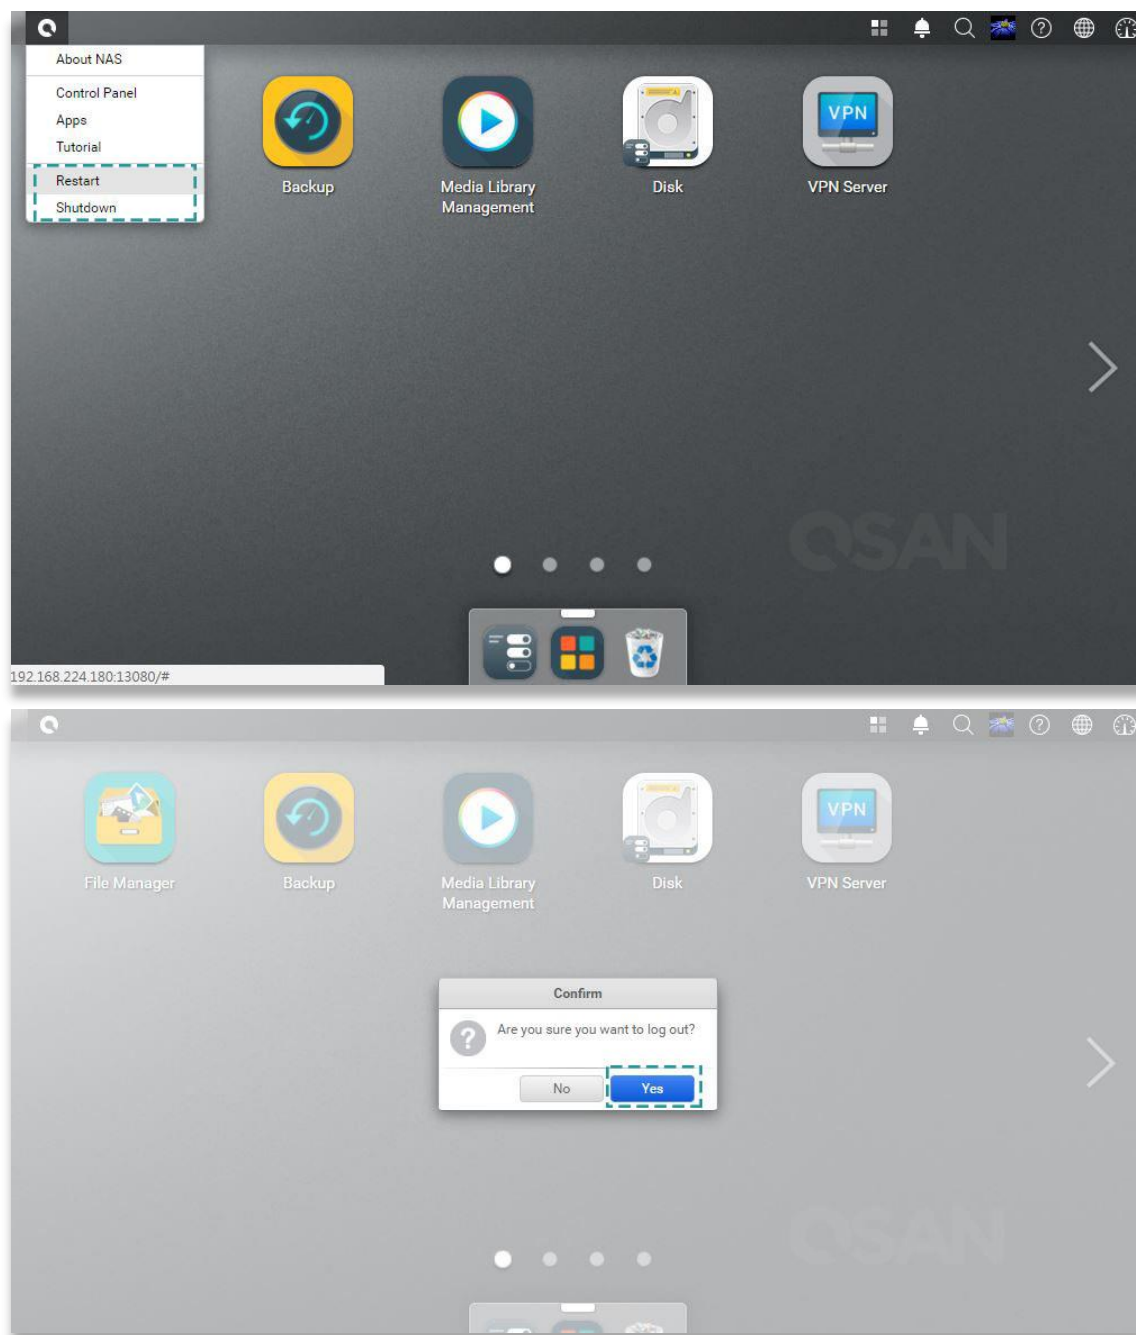 About NAS
Control Panel
Apps
Tutorial
Restart
Shutdown
Backup
Media Library
Management
Disk
VPN
VPN Server
QSAN
192.168.224.180:13080/#
File Manager
Backup
Media Library
Management
Disk
VPN
VPN Server
Confirm
Are you sure you want to log out?
No
Yes
QSAN